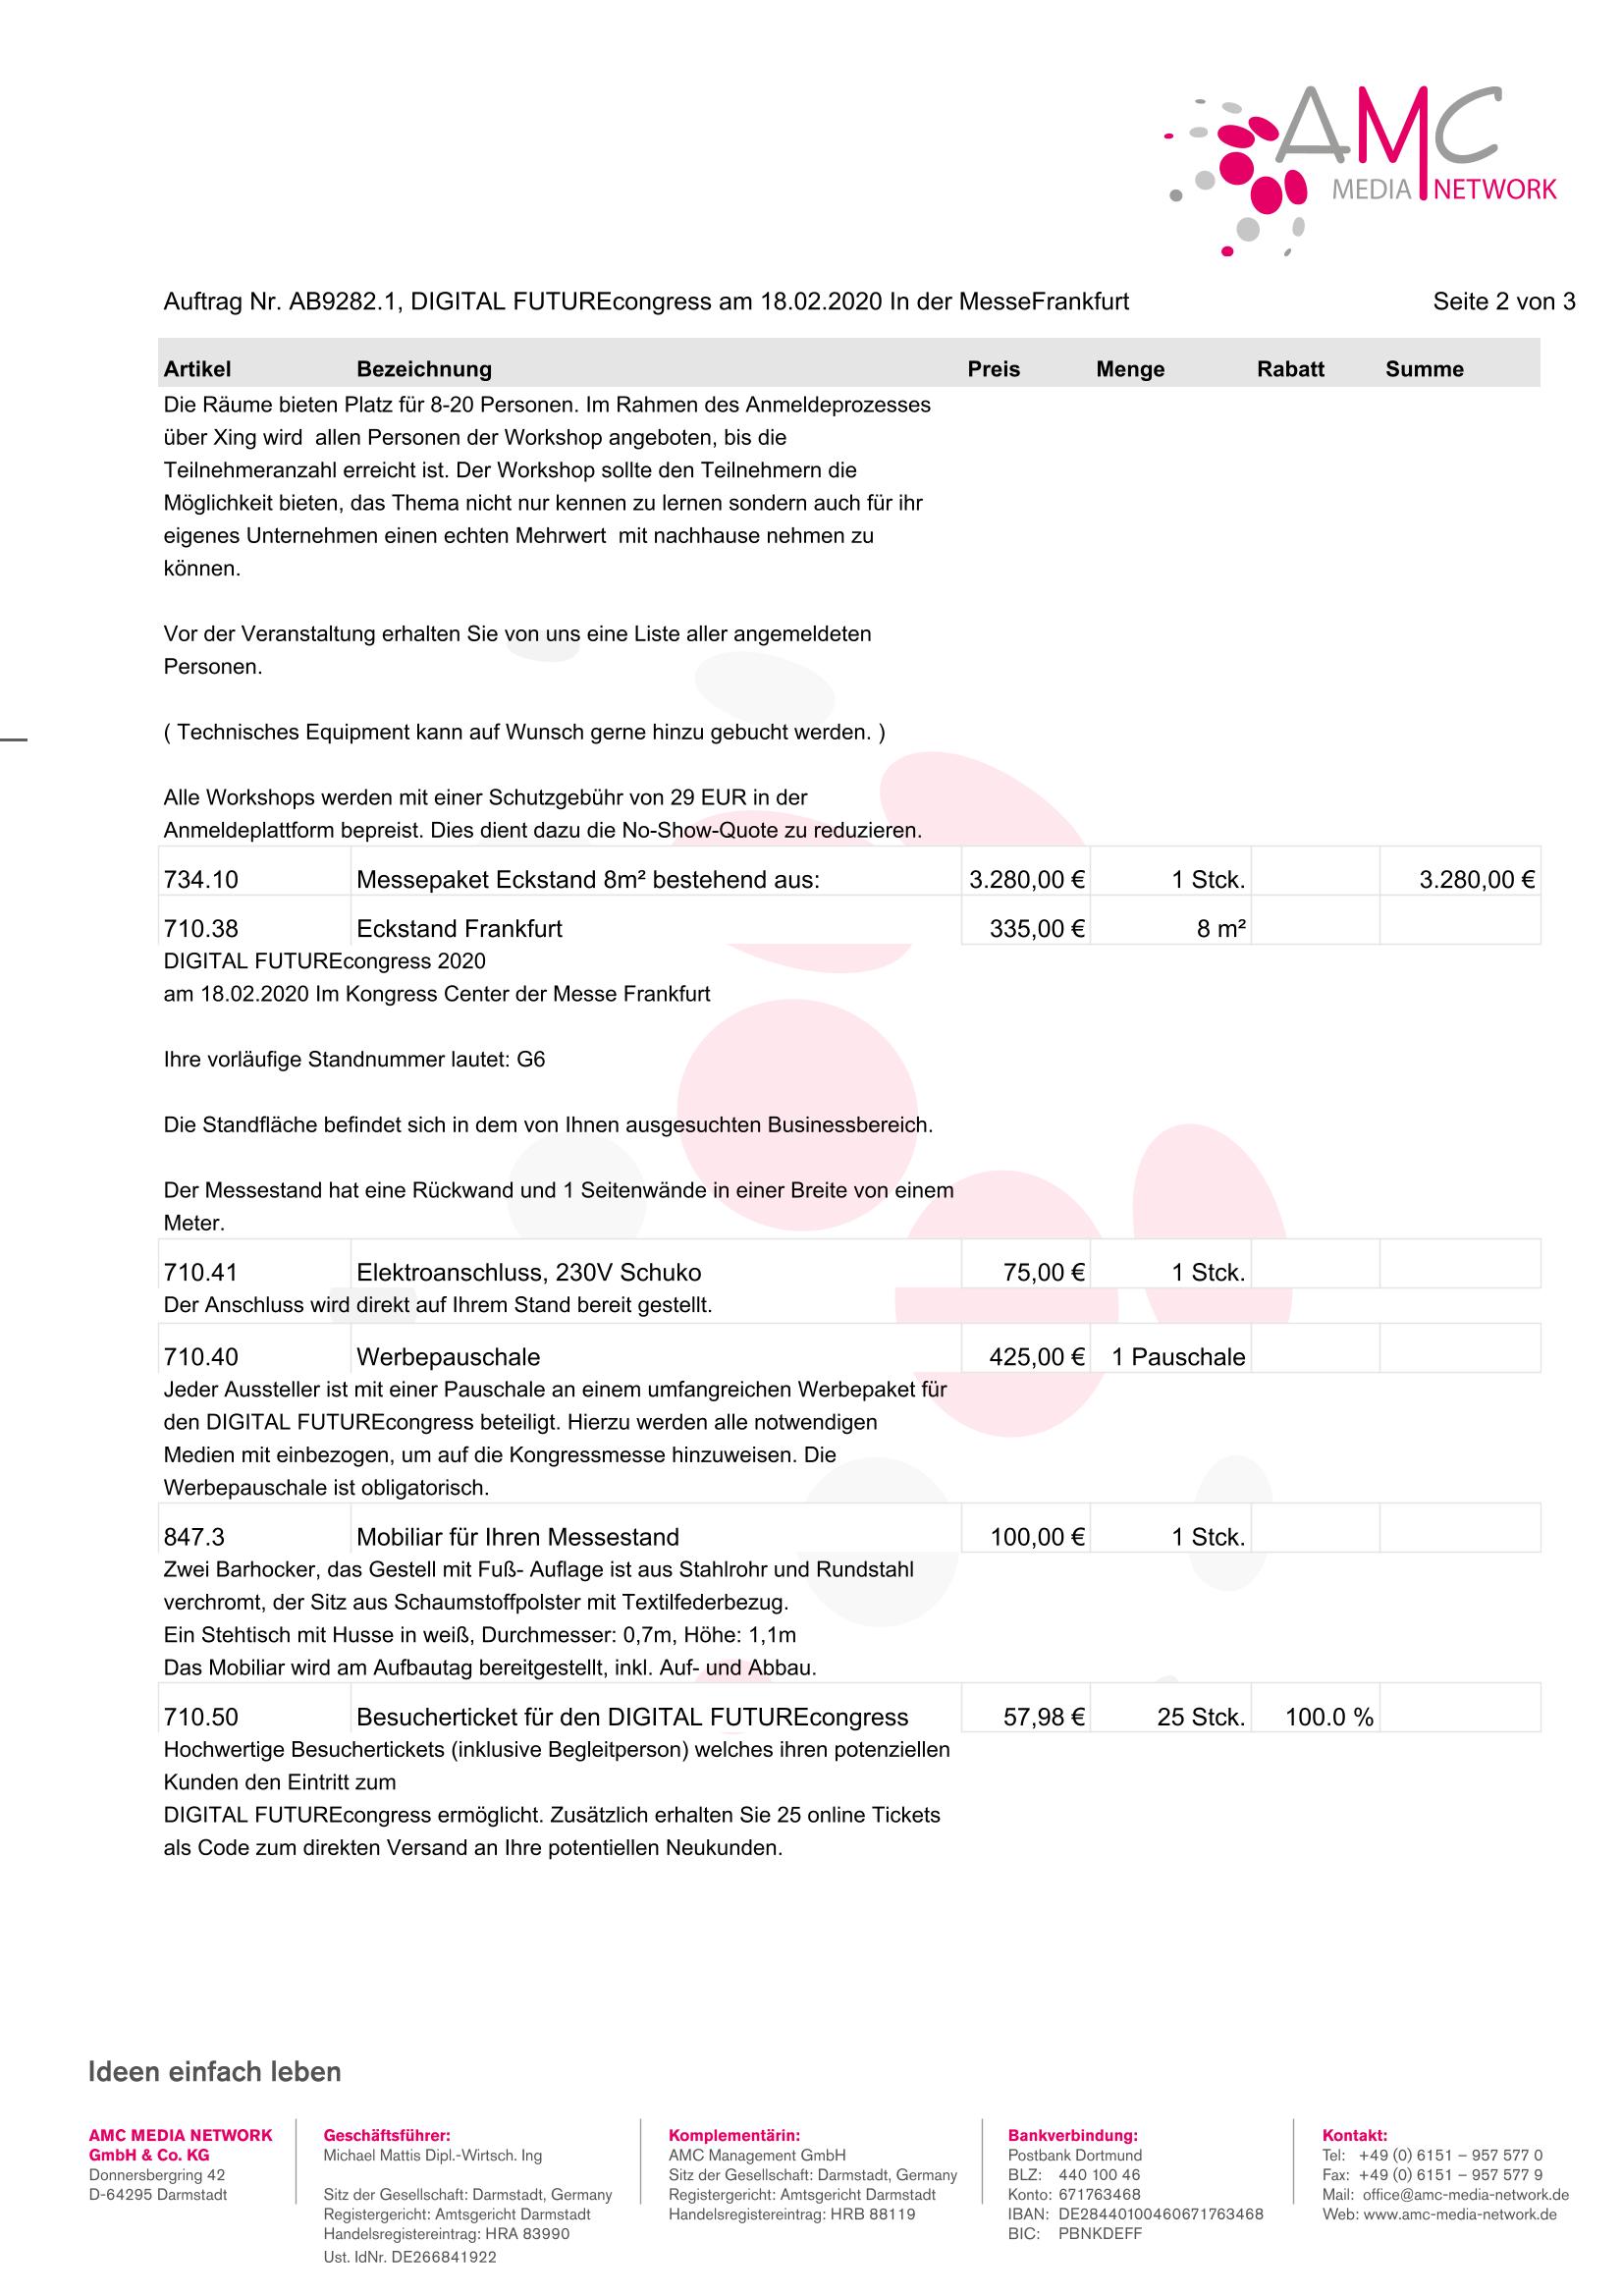 AMC
MEDIA NETWORK
Auftrag Nr. AB9282.1, DIGITAL FUTUREcongress am 18.02.2020 In der MesseFrankfurt Seite 2 von 3
Artikel Bezeichnung Preis Menge Rabatt Summe
Die Räume bieten Platz für 8-20 Personen. Im Rahmen des Anmeldeprozesses
über Xing wird  allen Personen der Workshop angeboten, bis die
Teilnehmeranzahl erreicht ist. Der Workshop sollte den Teilnehmern die
Möglichkeit bieten, das Thema nicht nur kennen zu lernen sondern auch für ihr
eigenes Unternehmen einen echten Mehrwert  mit nachhause nehmen zu
können.
Vor der Veranstaltung erhalten Sie von uns eine Liste aller angemeldeten
Personen.
( Technisches Equipment kann auf Wunsch gerne hinzu gebucht werden. )
Alle Workshops werden mit einer Schutzgebühr von 29 EUR in der
Anmeldeplattform bepreist. Dies dient dazu die No-Show-Quote zu reduzieren.
734.10 Messepaket Eckstand 8m² bestehend aus: 3.280,00 € 1 Stck. 3.280,00 €
710.38 Eckstand Frankfurt 335,00 € 8 m²
DIGITAL FUTUREcongress 2020
am 18.02.2020 Im Kongress Center der Messe Frankfurt
Ihre vorläufige Standnummer lautet: G6
Die Standfläche befindet sich in dem von Ihnen ausgesuchten Businessbereich.
Der Messestand hat eine Rückwand und 1 Seitenwände in einer Breite von einem
Meter.
710.41 Elektroanschluss, 230V Schuko 75,00 € 1 Stck.
Der Anschluss wird direkt auf Ihrem Stand bereit gestellt.
710.40 Werbepauschale 425,00 € 1 Pauschale
Jeder Aussteller ist mit einer Pauschale an einem umfangreichen Werbepaket für
den DIGITAL FUTUREcongress beteiligt. Hierzu werden alle notwendigen
Medien mit einbezogen, um auf die Kongressmesse hinzuweisen. Die
Werbepauschale ist obligatorisch.
847.3 Mobiliar für Ihren Messestand 100,00 € 1 Stck.
Zwei Barhocker, das Gestell mit Fuß- Auflage ist aus Stahlrohr und Rundstahl
verchromt, der Sitz aus Schaumstoffpolster mit Textilfederbezug.
Ein Stehtisch mit Husse in weiß, Durchmesser: 0,7m, Höhe: 1,1m
Das Mobiliar wird am Aufbautag bereitgestellt, inkl. Auf- und Abbau.
710.50 Besucherticket für den DIGITAL FUTUREcongress 57,98 € 25 Stck. 100.0 %
Hochwertige Besuchertickets (inklusive Begleitperson) welches ihren potenziellen
Kunden den Eintritt zum
DIGITAL FUTUREcongress ermöglicht. Zusätzlich erhalten Sie 25 online Tickets
als Code zum direkten Versand an Ihre potentiellen Neukunden.
Ideen einfach leben
AMC MEDIA NETWORK
GmbH & Co. KG
Donnersbergring 42
D-64295 Darmstadt
Geschäftsführer:
Michael Mattis Dipl.-Wirtsch. Ing
Sitz der Gesellschaft: Darmstadt, Germany
Registergericht: Amtsgericht Darmstadt
Handelsregistereintrag: HRA 83990
Ust. IdNr. DE266841922
Komplementärin:
AMC Management GmbH
Sitz der Gesellschaft: Darmstadt, Germany
Registergericht: Amtsgericht Darmstadt
Handelsregistereintrag: HRB 88119
Bankverbindung:
Postbank Dortmund
BLZ: 440 100 46
Konto: 671763468
IBAN: DE28440100460671763468
BIC: PBNKDEFF
Kontakt:
Tel: +49 (0) 6151 – 957 577 0
Fax: +49 (0) 6151 – 957 577 9
Mail: office@amc-media-network.de
Web: www.amc-media-network.de